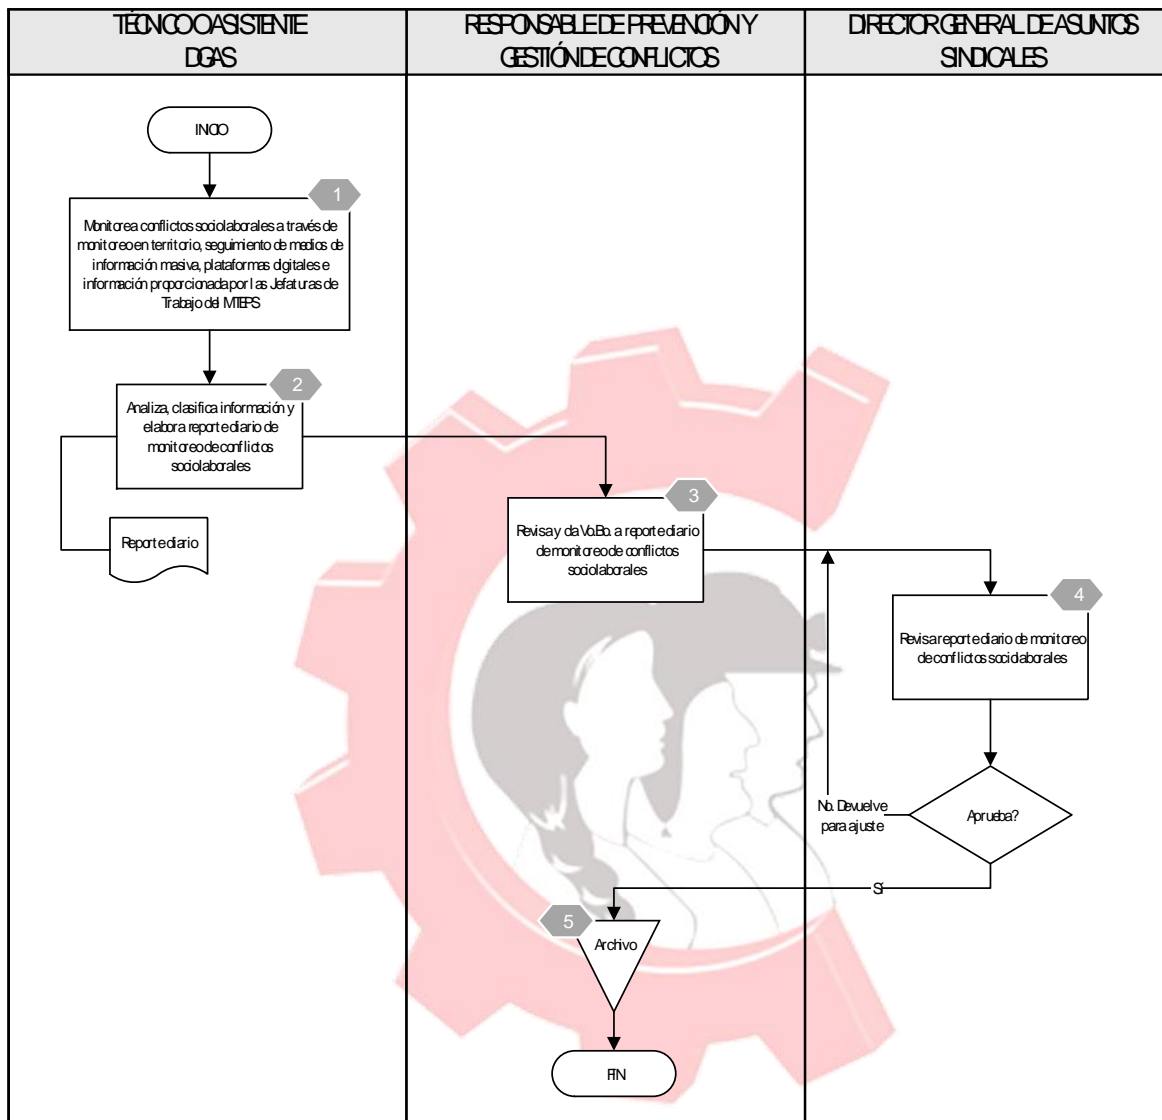 TÉCNICO O ASISTENTE
DGAS
RESPONSABLE DE PREVENCIÓN Y
GESTIÓN DE CONFLICTOS
DIRECTOR GENERAL DE ASUNTOS
SINDICALES
INICIO
1
Monitorea conflictos sociolaborales a través de
monitoreo en territorio, seguimiento de medios de
información masiva, plataformas digitales e
información proporcionada por las Jefaturas de
Trabajo del MTEPS
2
Analiza, clasifica información y
elabora reporte diario de
monitoreo de conflictos
sociolaborales
Reporte diario
3
Revisa y da Vo.Bo. a reporte diario
de monitoreo de conflictos
sociolaborales
4
Revisa reporte diario de monitoreo
de conflictos sociolaborales
No. Devuelve
para ajuste
Aprueba?
Sí
5
Archivo
FIN